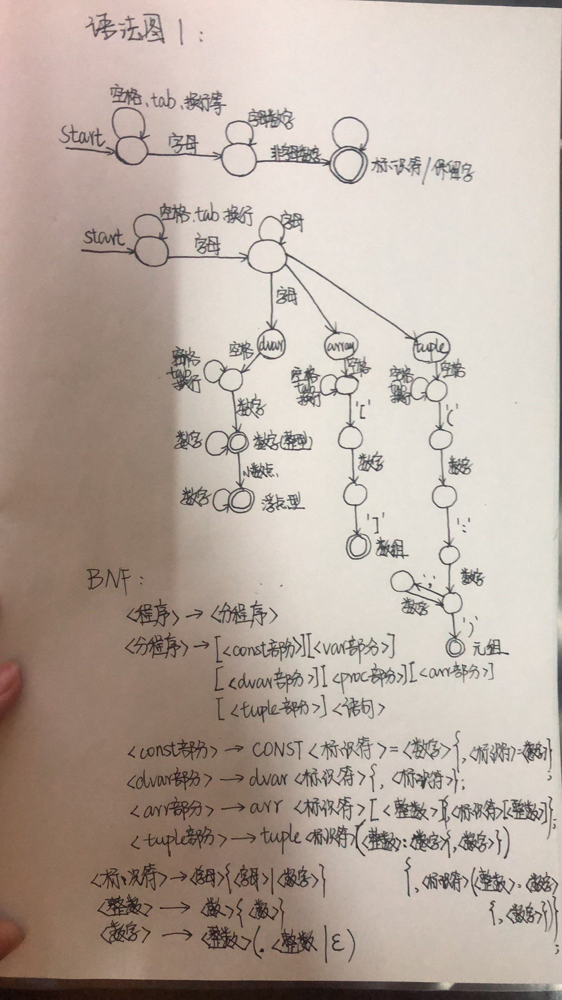 语法图1:
空格、tab、换行等
字母数字
start
字母
非字母数字
标识符/保留字
空格、tab、换行
字母
start
字母
字母
dvar
array
tuple
空格
空格
空格
空格
tab
换行
空格
tab
换行
空格
tab
换行
数字
'['
'('
数字
数字(整型)
数字
数字
小数点
数字
浮点型
']'
':'
数组
数字
','
数字
')'
元组
BNF:
<程序>→<分程序>
<分程序>→[<const部分>][<var部分>]
[<dvar部分>][<proc部分>][<arr部分>]
[<tuple部分>]<语句>
<const部分>→CONST<标识符>=<数字>{,<标识符>=<数字>};
<dvar部分>→dvar<标识符>{,<标识符>};
<arr部分>→arr <标识符>[<整数>]{,<标识符>[<整数>]};
<tuple部分>→tuple<标识符>(<整数>:<数字>{,<数字>})
{,<标识符>(<整数>:<数字>
{,<数字>})};
<标识符>→<字母>{<字母>|<数字>}
<整数>→<数>{<数>}
<数字>→<整数>(.<整数|ε)